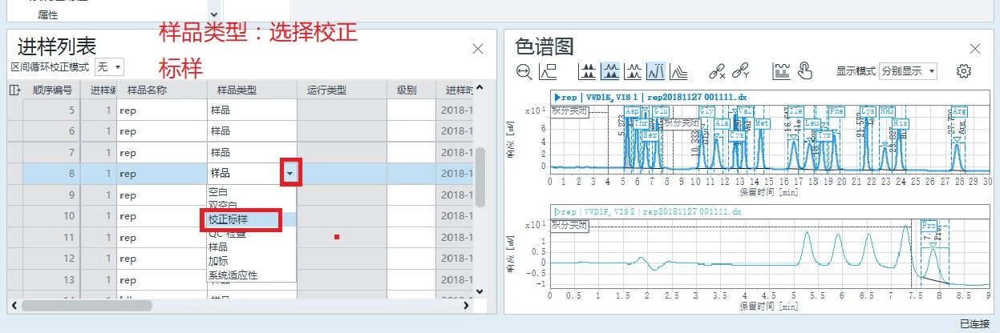 属性
样品类型：选择校正
标样
进样列表
区间循环校正模式 无
顺序编号 进样编 样品名称 样品类型 运行类型 级别 进样时
5 1 rep 样品 2018-1
6 1 rep 样品 2018-1
7 1 rep 样品 2018-1
8 1 rep 样品 2018-1
9 1 rep 2018-1
10 1 rep 2018-1
11 1 rep 2018-1
12 1 rep 2018-1
13 1 rep 2018-1
空白
双空白
校正标样
QC 检查
样品
加标
系统适应性
色谱图
显示模式 分别显示
rep | VWD1E, VIS 1 | rep20181127 001111.dx
x10¹
积分关闭
积分关闭
响应 [mV]
6
4
2
0
Asp Glu Gly Val Ile Phe Lys NH3 Arg
Thr Ala Met Leu His
Ser Cys Tyr
5.273
0 1 2 3 4 5 6 7 8 9 10 11 12 13 14 15 16 17 18 19 20 21 22 23 24 25 26 27 28 29 30
保留时间 [min]
rep | VWD1F, VIS 2 | rep20181127 001111.dx
x10¹
积分关闭
Pro
Pro
响应 [mV]
1
0.5
0
-0.5
-1
0 0.5 1 1.5 2 2.5 3 3.5 4 4.5 5 5.5 6 6.5 7 7.5 8 8.5 9
保留时间 [min]
已连接